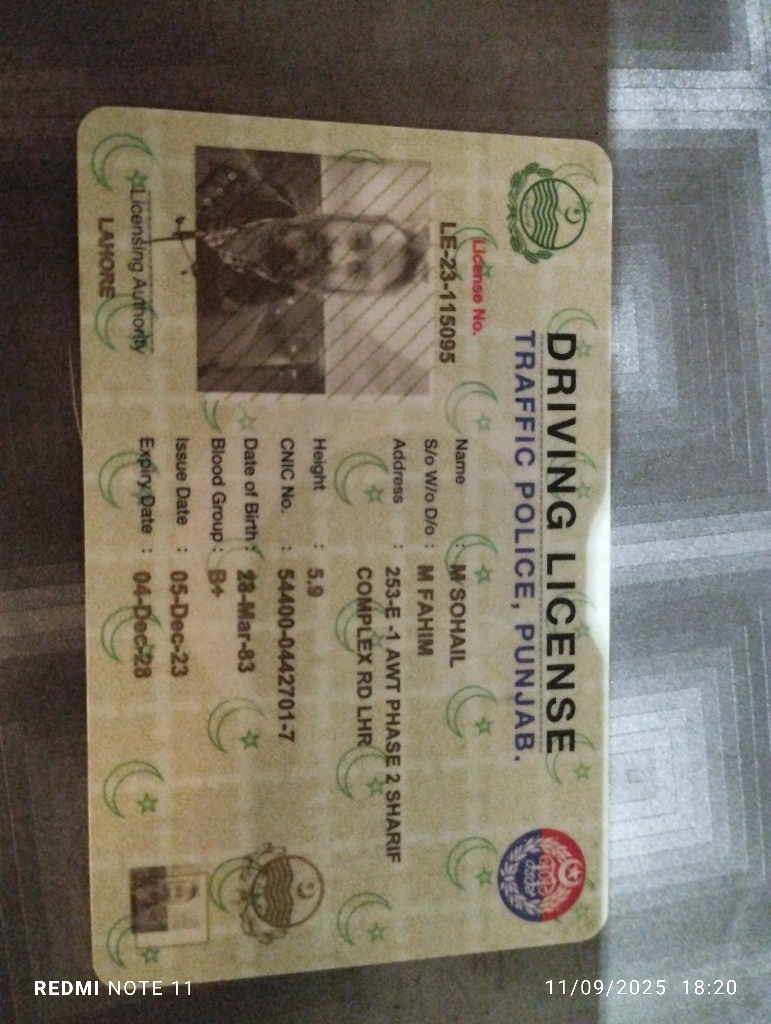 DRIVING LICENSE
TRAFFIC POLICE, PUNJAB.
License No.
LE-23-115095
Name : M SOHAIL
S/o W/o D/o : M FAHIM
Address : 253-E -1 AWT PHASE 2 SHARIF
COMPLEX RD LHR
Height : 5.9
CNIC No. : 54400-0442701-7
Date of Birth : 28-Mar-83
Blood Group : B+
Issue Date : 05-Dec-23
Expiry Date : 04-Dec-28
Licensing Authority
LAHORE
REDMI NOTE 11
11/09/2025 18:20